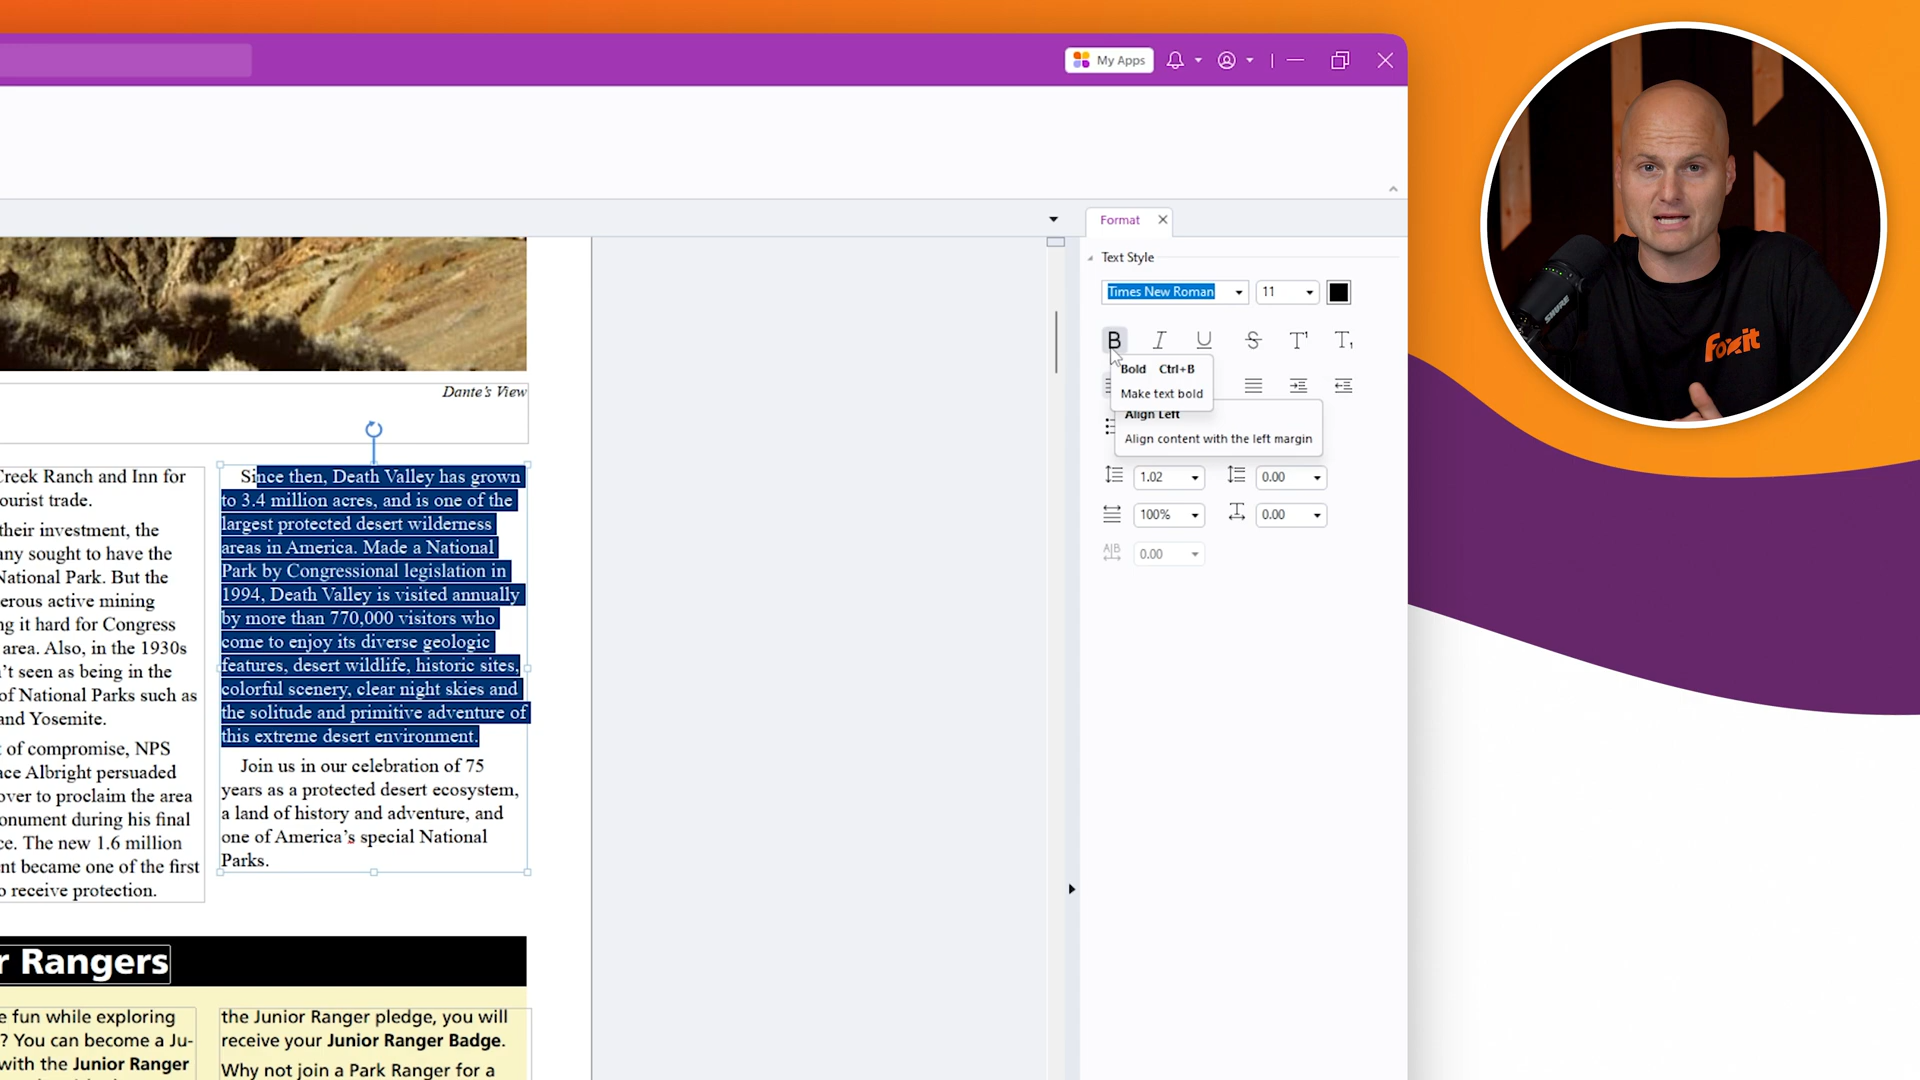 My Apps
Format
Text Style
Times New Roman
11
B
I
U
S
T
T
Bold Ctrl+B
Make text bold
Align Left
Align content with the left margin
1.02
0.00
100%
0.00
A|B
0.00
SHURE
foxit
Dante's View
Creek Ranch and Inn for
ourist trade.
their investment, the
any sought to have the
National Park. But the
erous active mining
ng it hard for Congress
area. Also, in the 1930s
't seen as being in the
of National Parks such as
and Yosemite.
t of compromise, NPS
ace Albright persuaded
over to proclaim the area
onument during his final
ce. The new 1.6 million
nt became one of the first
o receive protection.
Since then, Death Valley has grown
to 3.4 million acres, and is one of the
largest protected desert wilderness
areas in America. Made a National
Park by Congressional legislation in
1994, Death Valley is visited annually
by more than 770,000 visitors who
come to enjoy its diverse geologic
features, desert wildlife, historic sites,
colorful scenery, clear night skies and
the solitude and primitive adventure of
this extreme desert environment.
Join us in our celebration of 75
years as a protected desert ecosystem,
a land of history and adventure, and
one of America's special National
Parks.
r Rangers
e fun while exploring
? You can become a Ju-
with the Junior Ranger
the Junior Ranger pledge, you will
receive your Junior Ranger Badge.
Why not join a Park Ranger for a